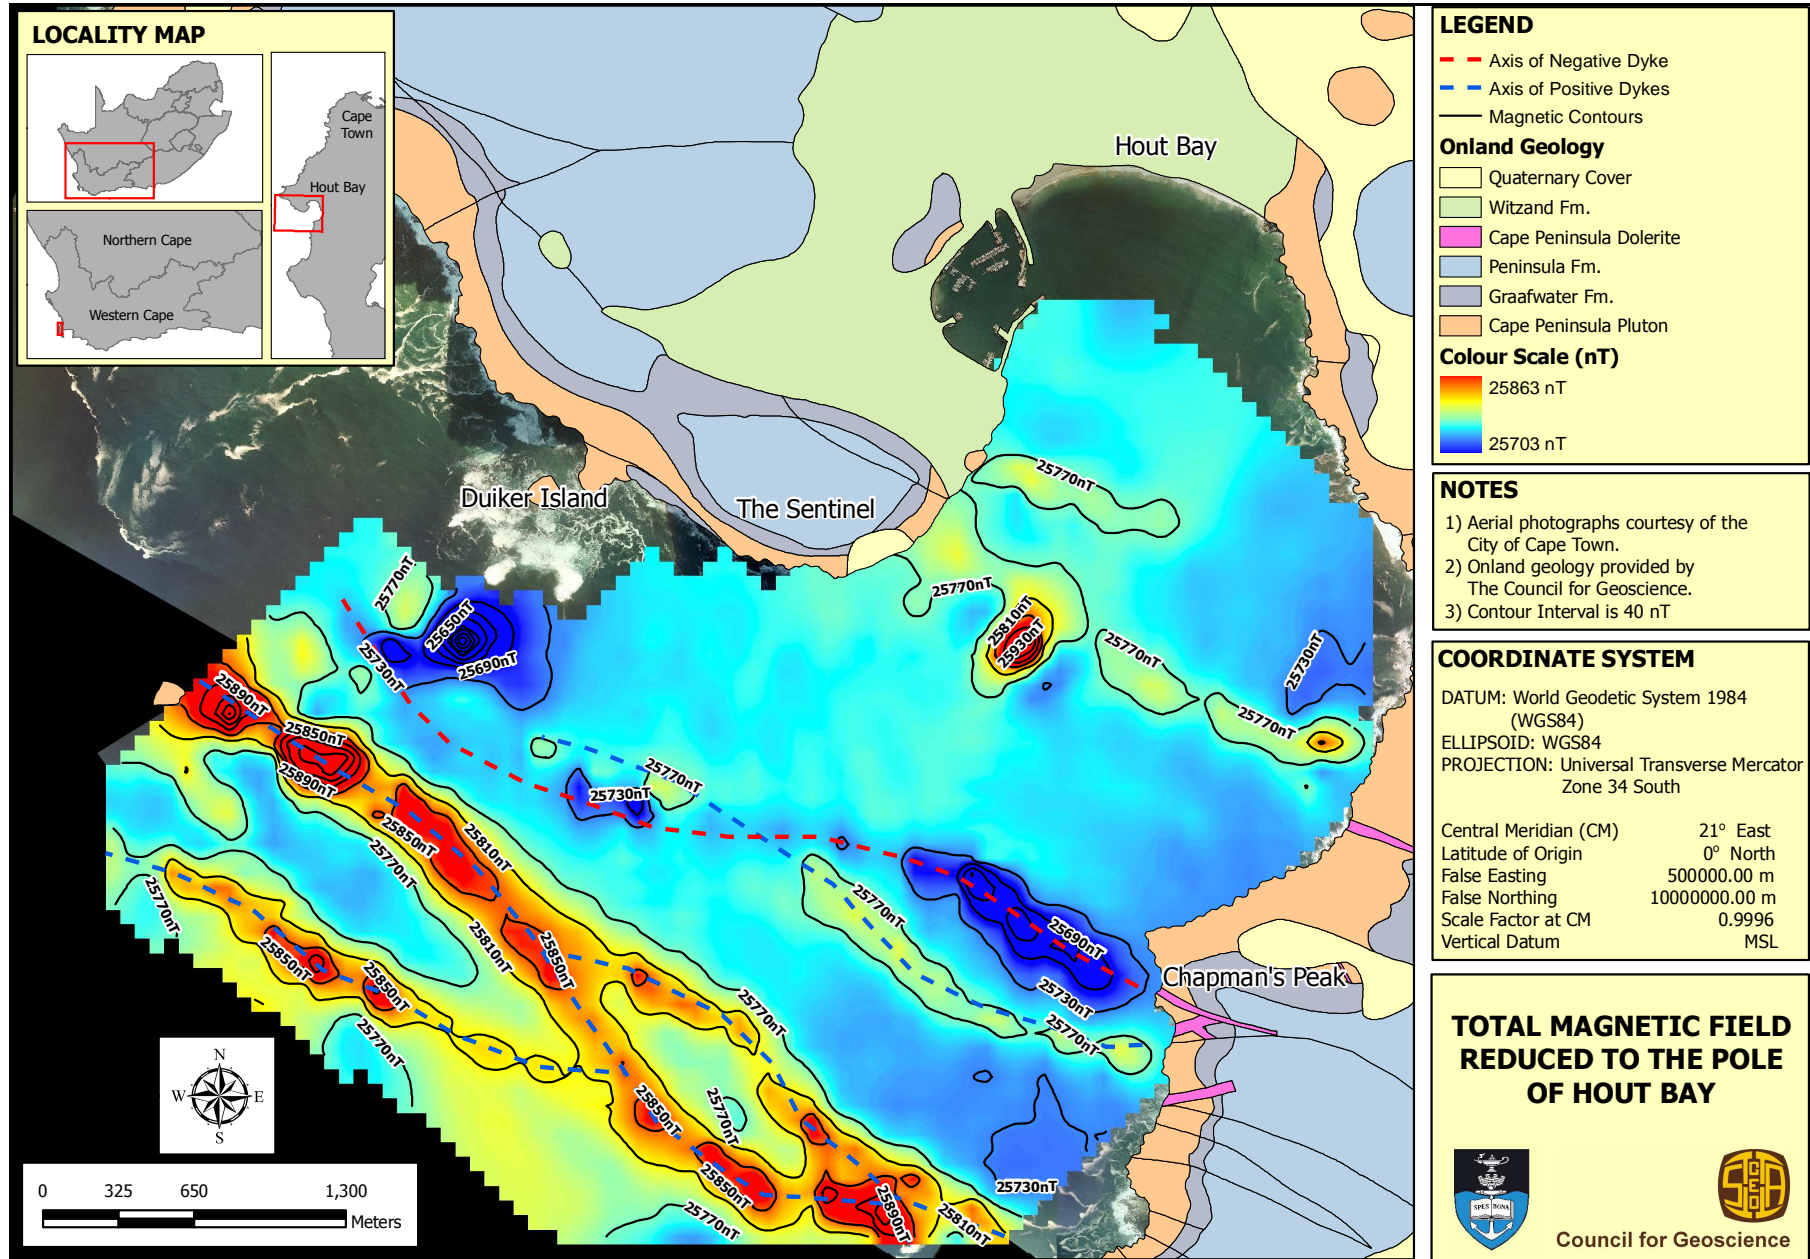 LOCALITY MAP
Cape
Town
Hout Bay
Northern Cape
Western Cape
Hout Bay
Duiker Island
The Sentinel
Chapman's Peak
25770nT
25770nT
25770nT
25650nT
25690nT
25730nT
25810nT
25930nT
25770nT
25730nT
25770nT
25890nT
25850nT
25890nT
25770nT
25730nT
25850nT
25810nT
25770nT
25770nT
25770nT
25690nT
25810nT
25850nT
25850nT
25850nT
25730nT
25770nT
25770nT
25770nT
25850nT
25770nT
25850nT
25730nT
25770nT
25890nT
25810nT
N
W
E
S
0 325 650 1,300
Meters
LEGEND
Axis of Negative Dyke
Axis of Positive Dykes
Magnetic Contours
Onland Geology
Quaternary Cover
Witzand Fm.
Cape Peninsula Dolerite
Peninsula Fm.
Graafwater Fm.
Cape Peninsula Pluton
Colour Scale (nT)
25863 nT
25703 nT
NOTES
1) Aerial photographs courtesy of the
City of Cape Town.
2) Onland geology provided by
The Council for Geoscience.
3) Contour Interval is 40 nT
COORDINATE SYSTEM
DATUM: World Geodetic System 1984
(WGS84)
ELLIPSOID: WGS84
PROJECTION: Universal Transverse Mercator
Zone 34 South
Central Meridian (CM) 21° East
Latitude of Origin 0° North
False Easting 500000.00 m
False Northing 10000000.00 m
Scale Factor at CM 0.9996
Vertical Datum MSL
TOTAL MAGNETIC FIELD
REDUCED TO THE POLE
OF HOUT BAY
SPES BONA
Council for Geoscience